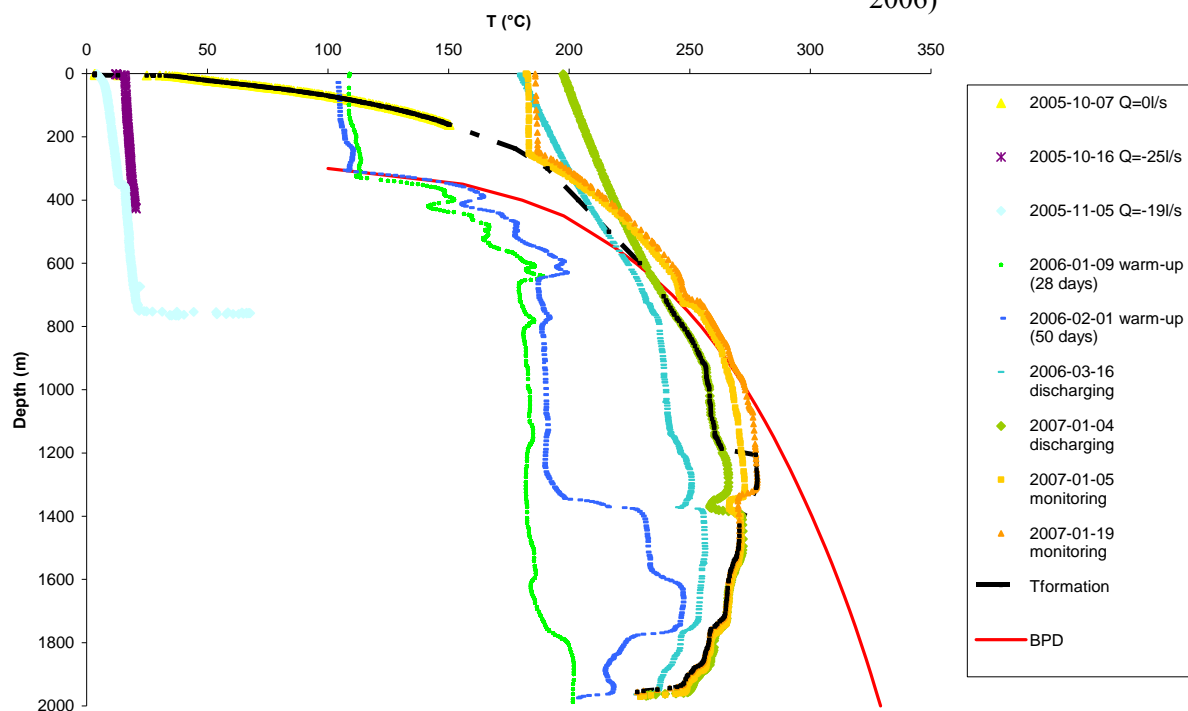 2006)
T (°C)
0 50 100 150 200 250 300 350
0
200
400
600
800
1000
1200
1400
1600
1800
2000
Depth (m)
2005-10-07 Q=0l/s
2005-10-16 Q=-25l/s
2005-11-05 Q=-19l/s
2006-01-09 warm-up
(28 days)
2006-02-01 warm-up
(50 days)
2006-03-16
discharging
2007-01-04
discharging
2007-01-05
monitoring
2007-01-19
monitoring
Tformation
BPD